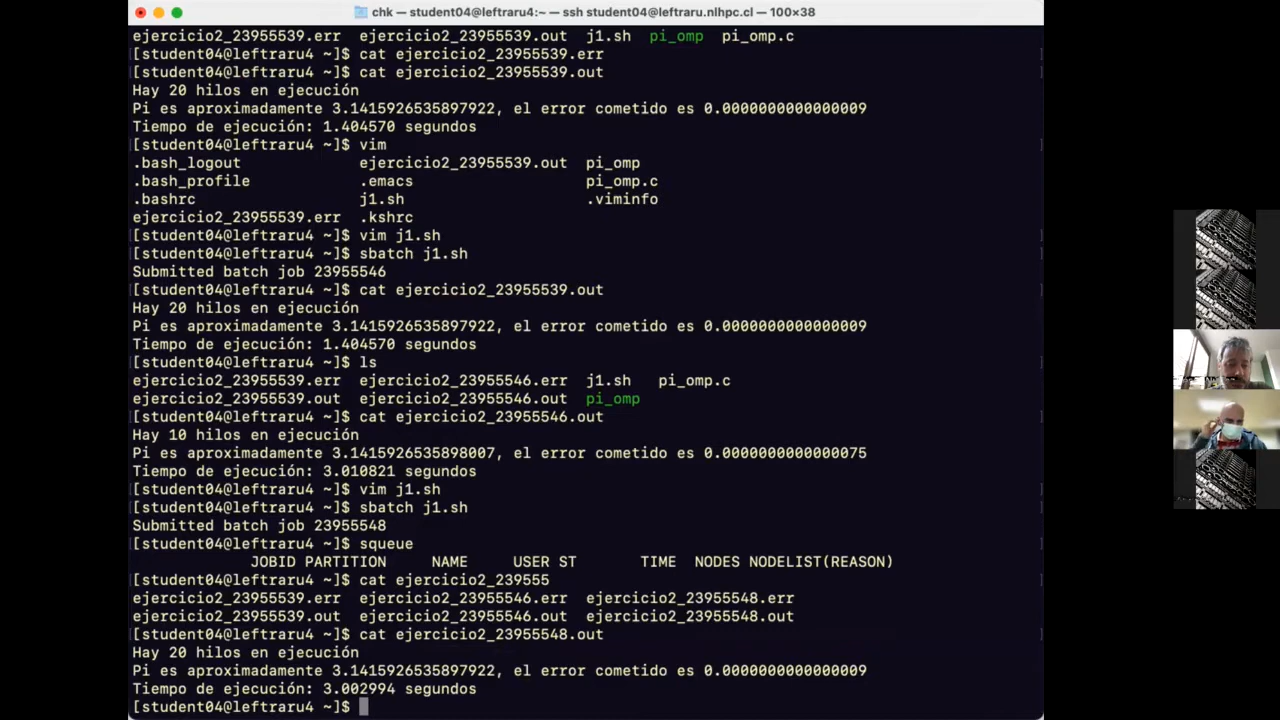 chk — student04@leftraru4:~ — ssh student04@leftraru.nlhpc.cl — 100×38
ejercicio2_23955539.err  ejercicio2_23955539.out  j1.sh  pi_omp  pi_omp.c
[student04@leftraru4 ~]$ cat ejercicio2_23955539.err
[student04@leftraru4 ~]$ cat ejercicio2_23955539.out
Hay 20 hilos en ejecución
Pi es aproximadamente 3.1415926535897922, el error cometido es 0.0000000000000009
Tiempo de ejecución: 1.404570 segundos
[student04@leftraru4 ~]$ vim
.bash_logout             ejercicio2_23955539.out  pi_omp
.bash_profile            .emacs                   pi_omp.c
.bashrc                  j1.sh                    .viminfo
ejercicio2_23955539.err  .kshrc
[student04@leftraru4 ~]$ vim j1.sh
[student04@leftraru4 ~]$ sbatch j1.sh
Submitted batch job 23955546
[student04@leftraru4 ~]$ cat ejercicio2_23955539.out
Hay 20 hilos en ejecución
Pi es aproximadamente 3.1415926535897922, el error cometido es 0.0000000000000009
Tiempo de ejecución: 1.404570 segundos
[student04@leftraru4 ~]$ ls
ejercicio2_23955539.err  ejercicio2_23955546.err  j1.sh   pi_omp.c
ejercicio2_23955539.out  ejercicio2_23955546.out  pi_omp
[student04@leftraru4 ~]$ cat ejercicio2_23955546.out
Hay 10 hilos en ejecución
Pi es aproximadamente 3.1415926535898007, el error cometido es 0.0000000000000075
Tiempo de ejecución: 3.010821 segundos
[student04@leftraru4 ~]$ vim j1.sh
[student04@leftraru4 ~]$ sbatch j1.sh
Submitted batch job 23955548
[student04@leftraru4 ~]$ squeue
JOBID PARTITION     NAME     USER ST       TIME  NODES NODELIST(REASON)
[student04@leftraru4 ~]$ cat ejercicio2_239555
ejercicio2_23955539.err  ejercicio2_23955546.err  ejercicio2_23955548.err
ejercicio2_23955539.out  ejercicio2_23955546.out  ejercicio2_23955548.out
[student04@leftraru4 ~]$ cat ejercicio2_23955548.out
Hay 20 hilos en ejecución
Pi es aproximadamente 3.1415926535897922, el error cometido es 0.0000000000000009
Tiempo de ejecución: 3.002994 segundos
[student04@leftraru4 ~]$